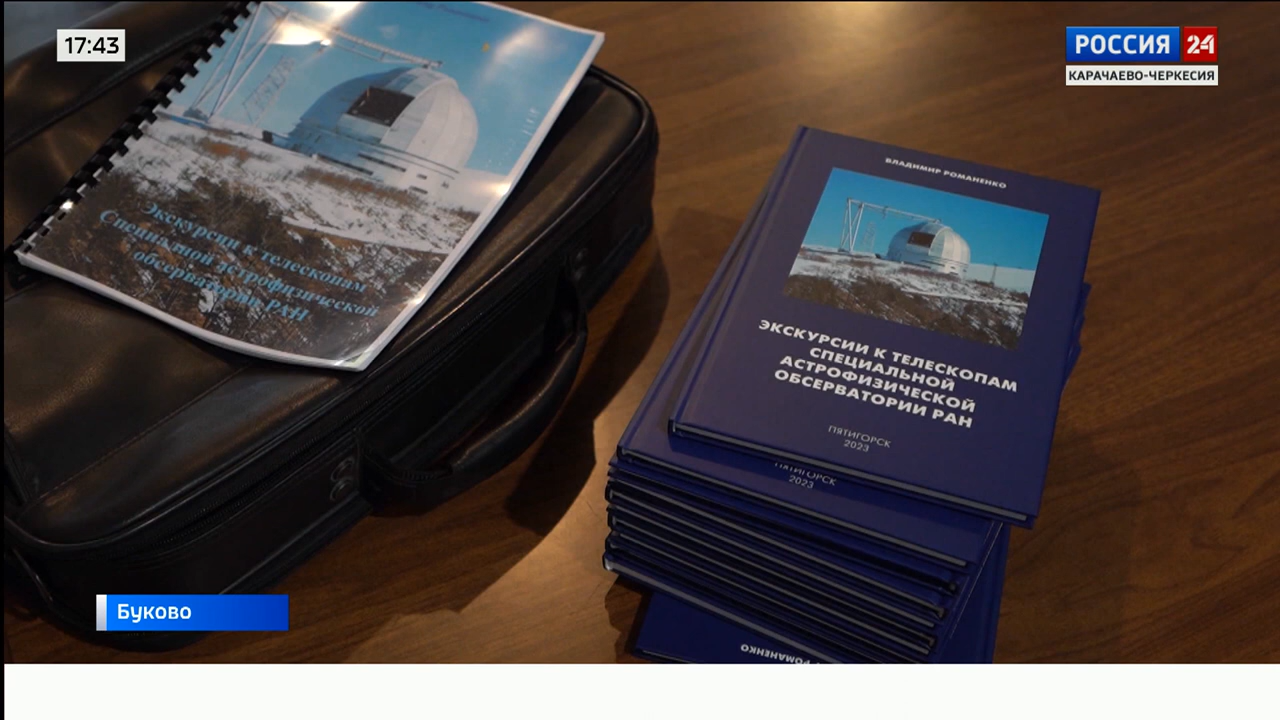 17:43
РОССИЯ 24
КАРАЧАЕВО-ЧЕРКЕСИЯ
Экскурсии к телескопам
Специальной астрофизической
обсерватории РАН
ВЛАДИМИР РОМАНЕНКО
ЭКСКУРСИИ К ТЕЛЕСКОПАМ
СПЕЦИАЛЬНОЙ
АСТРОФИЗИЧЕСКОЙ
ОБСЕРВАТОРИИ РАН
ПЯТИГОРСК
2023
ПЯТИГОРСК
2023
РОМАНЕНКО
Буково